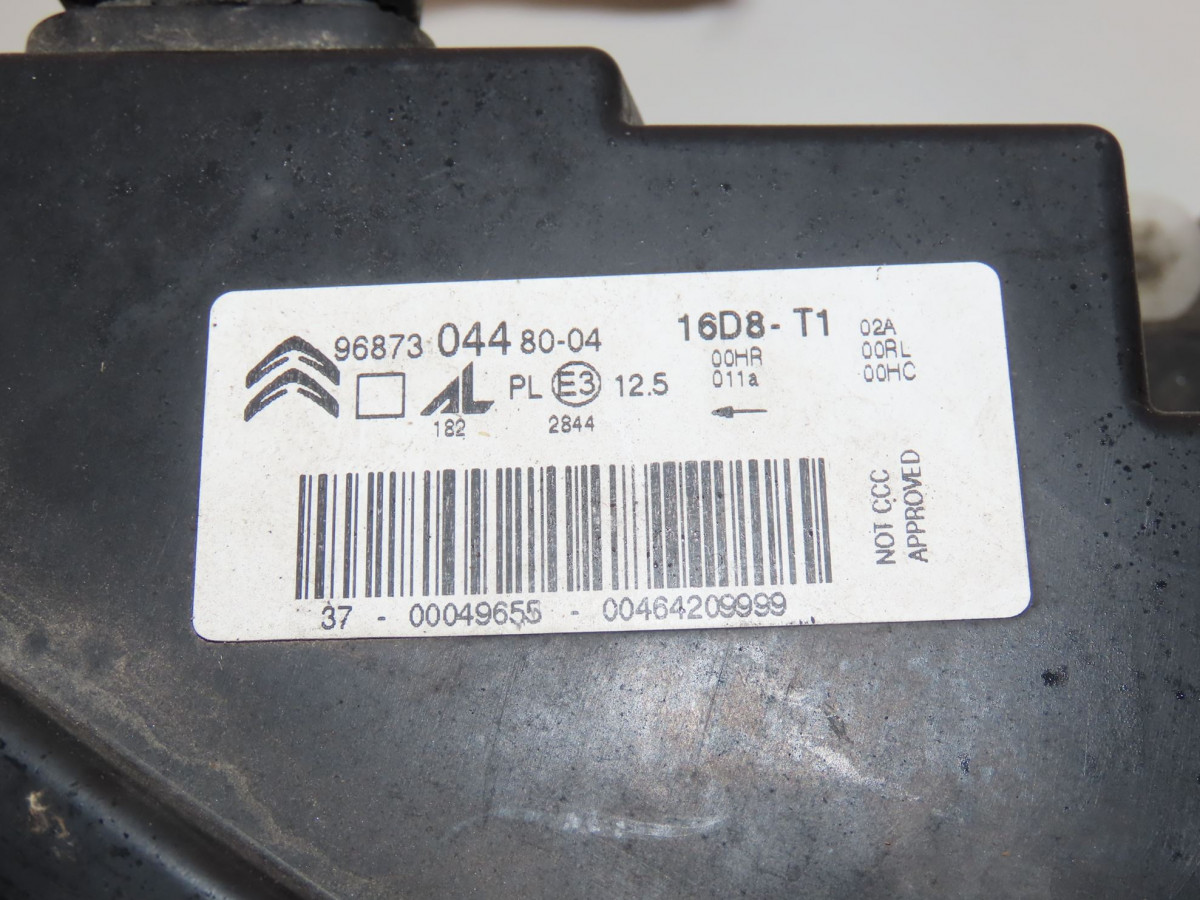 96873 044 80-04 16D8-T1 02A
00HR 00RL
011a 00HC
AL PL E3 12.5
182 2844
NOT CCC
APPROVED
37 - 00049655 - 00464209999